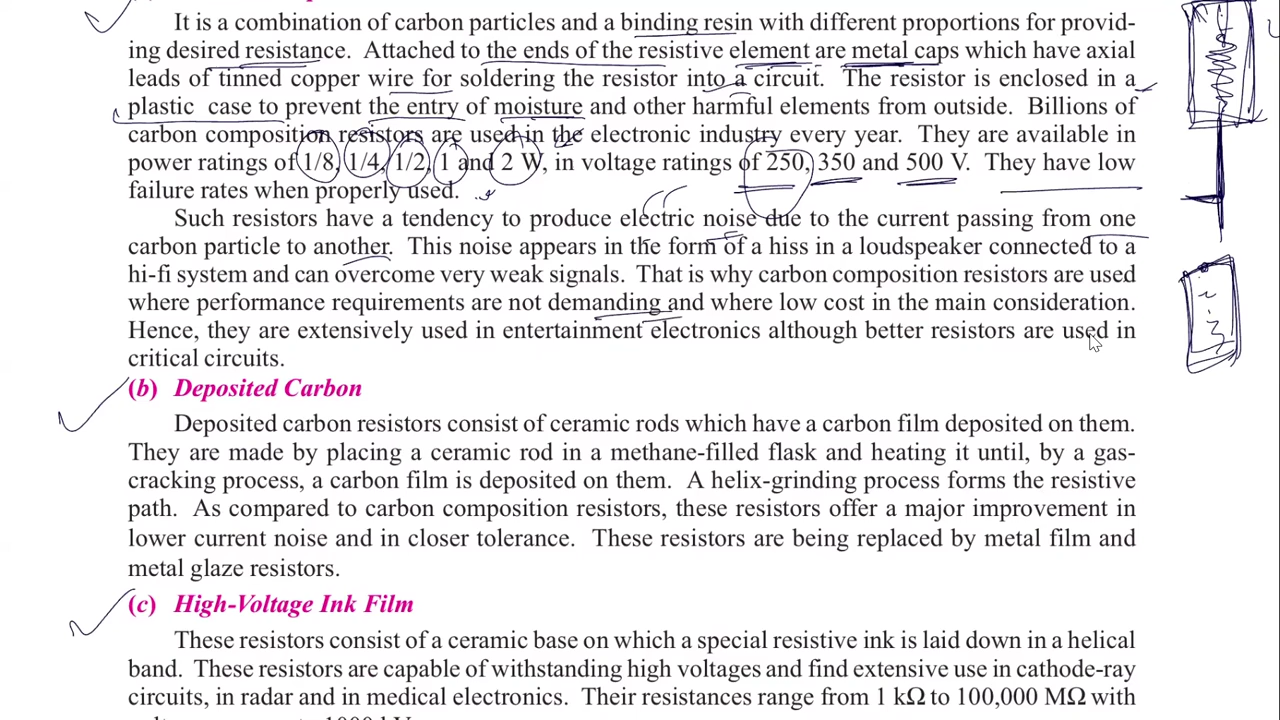 It is a combination of carbon particles and a binding resin with different proportions for provid-
ing desired resistance. Attached to the ends of the resistive element are metal caps which have axial
leads of tinned copper wire for soldering the resistor into a circuit. The resistor is enclosed in a
plastic case to prevent the entry of moisture and other harmful elements from outside. Billions of
carbon composition resistors are used in the electronic industry every year. They are available in
power ratings of 1/8, 1/4, 1/2, 1 and 2 W, in voltage ratings of 250, 350 and 500 V. They have low
failure rates when properly used.
Such resistors have a tendency to produce electric noise due to the current passing from one
carbon particle to another. This noise appears in the form of a hiss in a loudspeaker connected to a
hi-fi system and can overcome very weak signals. That is why carbon composition resistors are used
where performance requirements are not demanding and where low cost in the main consideration.
Hence, they are extensively used in entertainment electronics although better resistors are used in
critical circuits.
(b) Deposited Carbon
Deposited carbon resistors consist of ceramic rods which have a carbon film deposited on them.
They are made by placing a ceramic rod in a methane-filled flask and heating it until, by a gas-
cracking process, a carbon film is deposited on them. A helix-grinding process forms the resistive
path. As compared to carbon composition resistors, these resistors offer a major improvement in
lower current noise and in closer tolerance. These resistors are being replaced by metal film and
metal glaze resistors.
(c) High-Voltage Ink Film
These resistors consist of a ceramic base on which a special resistive ink is laid down in a helical
band. These resistors are capable of withstanding high voltages and find extensive use in cathode-ray
circuits, in radar and in medical electronics. Their resistances range from 1 kΩ to 100,000 MΩ with